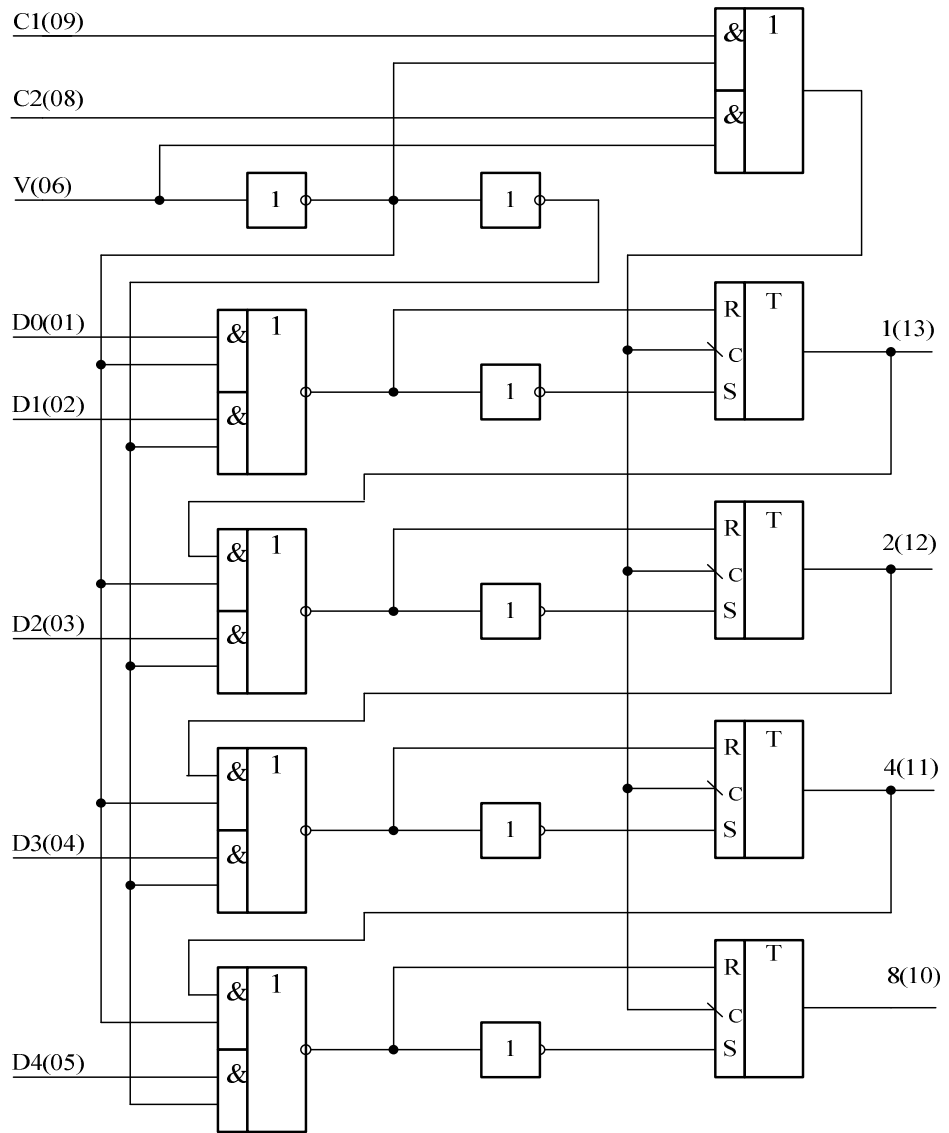 C1(09)
& 1
C2(08)
&
V(06)
1
1
D0(01)
& 1
R T
1(13)
C
D1(02)
&
1
S
& 1
R T
2(12)
C
D2(03)
&
1
S
& 1
R T
4(11)
C
D3(04)
&
1
S
& 1
R T
8(10)
C
D4(05)
&
1
S